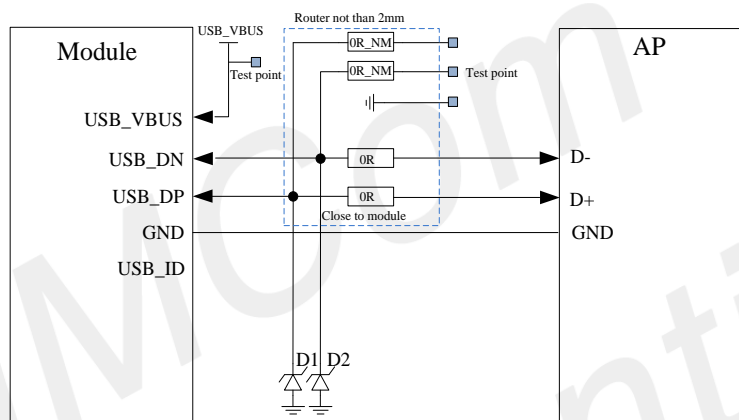 Router not than 2mm
USB_VBUS
Module
0R_NM
AP
0R_NM
Test point
Test point
USB_VBUS
USB_DN
0R
D-
USB_DP
0R
D+
Close to module
GND
GND
USB_ID
D1
D2